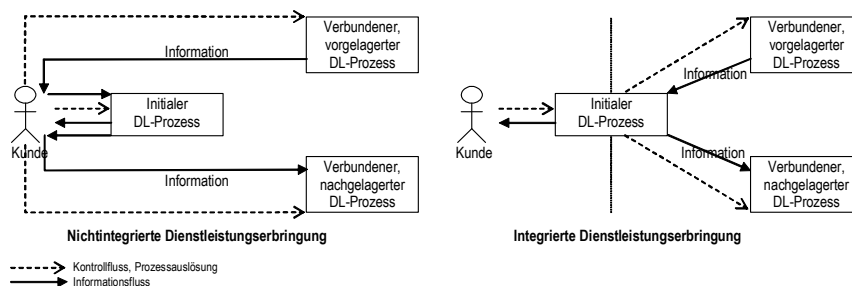 Verbundener,
vorgelagerter
DL-Prozess
Information
Initialer
DL-Prozess
Kunde
Information
Verbundener,
nachgelagerter
DL-Prozess
Nichtintegrierte Dienstleistungserbringung
Verbundener,
vorgelagerter
DL-Prozess
Information
Initialer
DL-Prozess
Kunde
Information
Verbundener,
nachgelagerter
DL-Prozess
Integrierte Dienstleistungserbringung
Kontrollfluss, Prozessauslösung
Informationsfluss